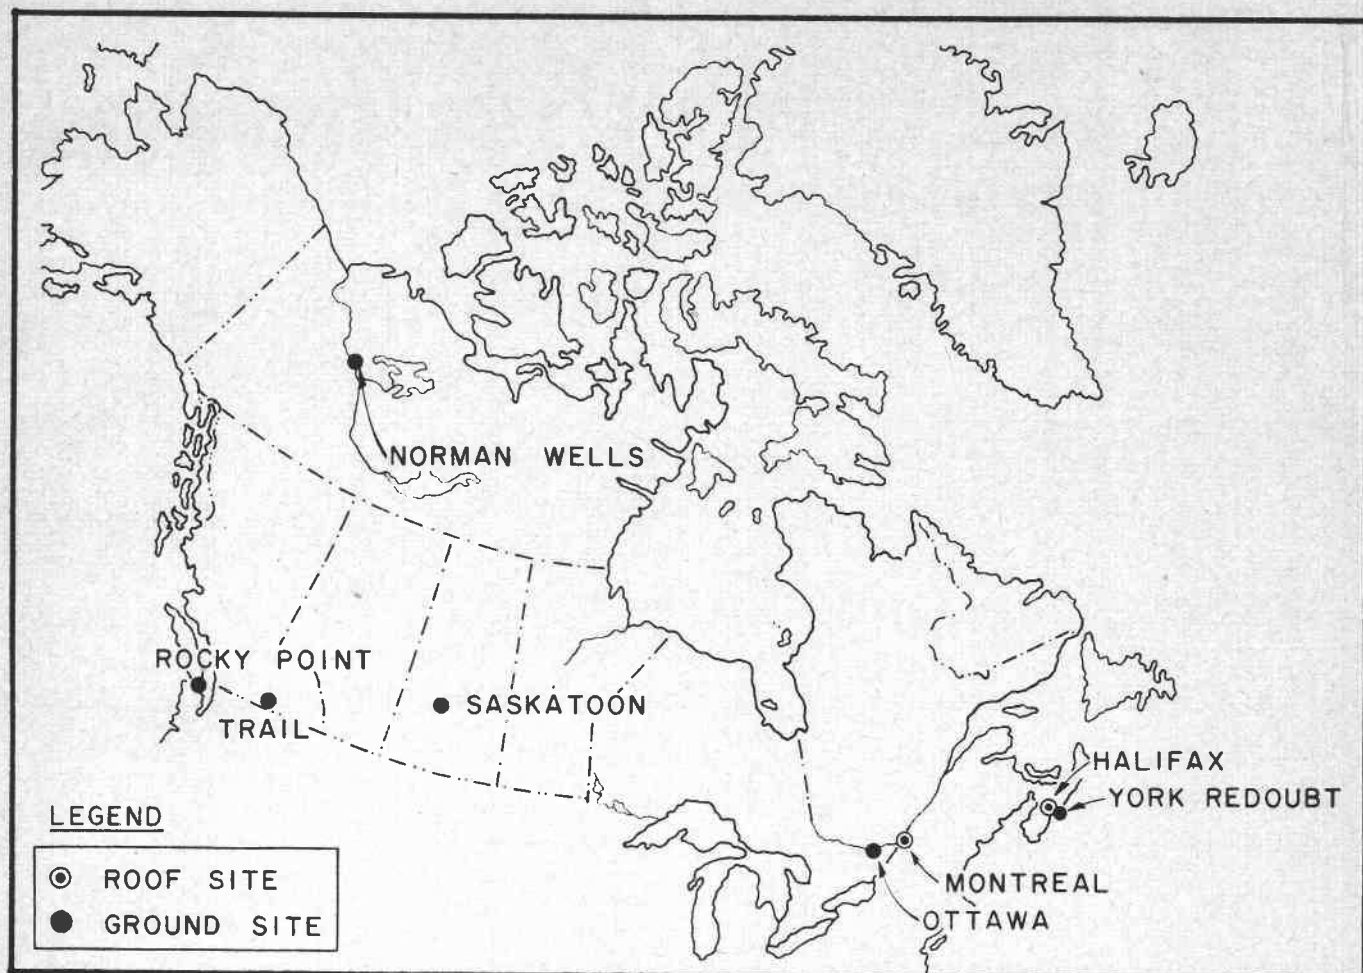 NORMAN WELLS
ROCKY POINT
TRAIL
SASKATOON
HALIFAX
YORK REDOUBT
MONTREAL
OTTAWA
LEGEND
ROOF SITE
GROUND SITE